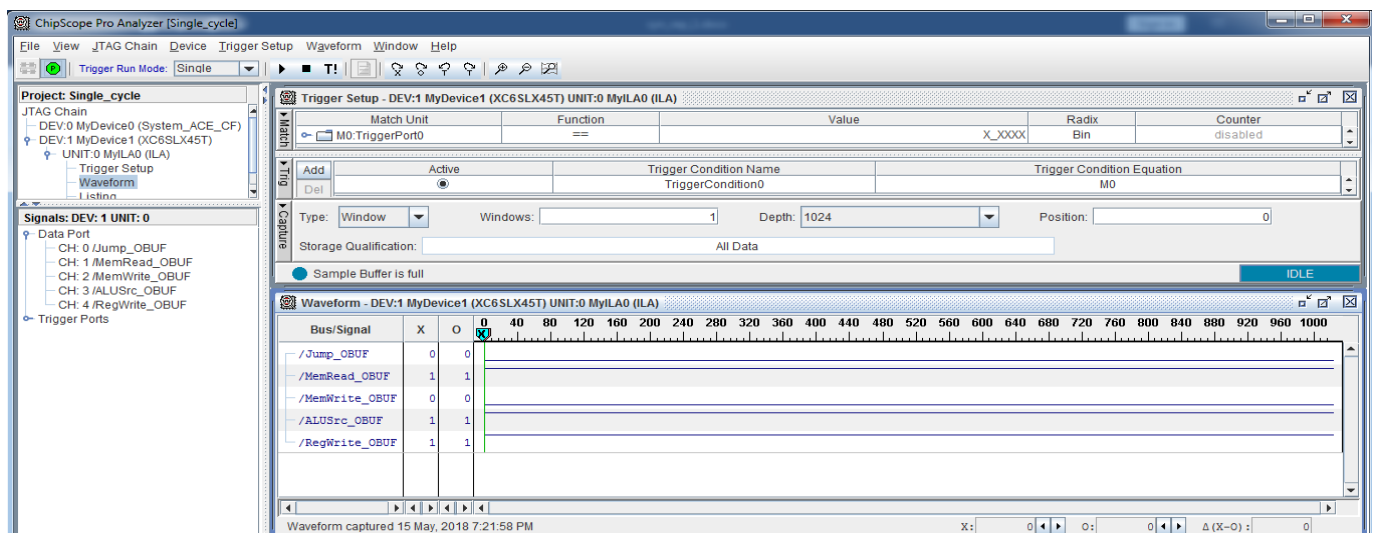 ChipScope Pro Analyzer [Single_cycle]
File View JTAG Chain Device Trigger Setup Waveform Window Help
Trigger Run Mode: Single T!
Project: Single_cycle
JTAG Chain
DEV:0 MyDevice0 (System_ACE_CF)
DEV:1 MyDevice1 (XC6SLX45T)
UNIT:0 MyILA0 (ILA)
Trigger Setup
Waveform
Listing
Signals: DEV: 1 UNIT: 0
Data Port
CH: 0 /Jump_OBUF
CH: 1 /MemRead_OBUF
CH: 2 /MemWrite_OBUF
CH: 3 /ALUSrc_OBUF
CH: 4 /RegWrite_OBUF
Trigger Ports
Trigger Setup - DEV:1 MyDevice1 (XC6SLX45T) UNIT:0 MyILA0 (ILA)
Match
Match Unit Function Value Radix Counter
M0:TriggerPort0 == X_XXXX Bin disabled
Trig
Add Active Trigger Condition Name Trigger Condition Equation
Del TriggerCondition0 M0
Capture
Type: Window Windows: 1 Depth: 1024 Position: 0
Storage Qualification: All Data
Sample Buffer is full IDLE
Waveform - DEV:1 MyDevice1 (XC6SLX45T) UNIT:0 MyILA0 (ILA)
Bus/Signal X O 0 40 80 120 160 200 240 280 320 360 400 440 480 520 560 600 640 680 720 760 800 840 880 920 960 1000
X
/Jump_OBUF 0 0
/MemRead_OBUF 1 1
/MemWrite_OBUF 0 0
/ALUSrc_OBUF 1 1
/RegWrite_OBUF 1 1
Waveform captured 15 May, 2018 7:21:58 PM X: 0 O: 0 Δ(X-O): 0